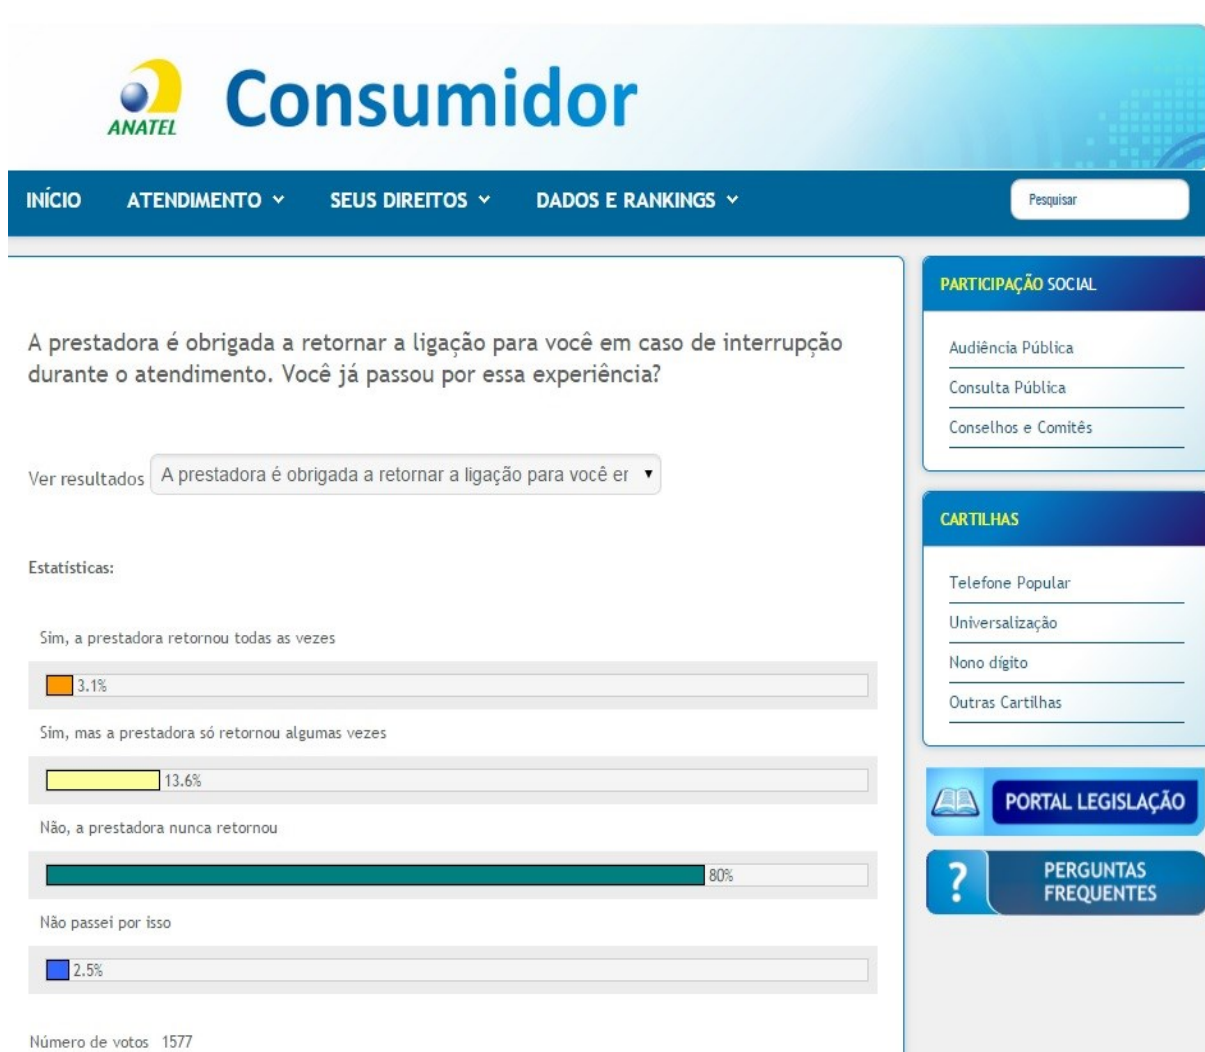 ANATEL
Consumidor
INÍCIO ATENDIMENTO SEUS DIREITOS DADOS E RANKINGS Pesquisar
A prestadora é obrigada a retornar a ligação para você em caso de interrupção
durante o atendimento. Você já passou por essa experiência?
Ver resultados A prestadora é obrigada a retornar a ligação para você er
Estatísticas:
Sim, a prestadora retornou todas as vezes
3.1%
Sim, mas a prestadora só retornou algumas vezes
13.6%
Não, a prestadora nunca retornou
80%
Não passei por isso
2.5%
Número de votos 1577
PARTICIPAÇÃO SOCIAL
Audiência Pública
Consulta Pública
Conselhos e Comitês
CARTILHAS
Telefone Popular
Universalização
Nono dígito
Outras Cartilhas
PORTAL LEGISLAÇÃO
?
PERGUNTAS
FREQUENTES